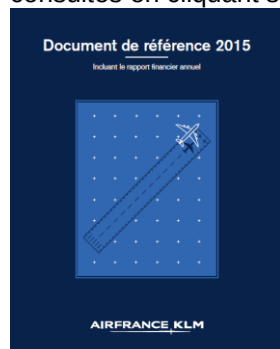 Document de référence 2015
Incluant le rapport financier annuel
AIRFRANCE KLM